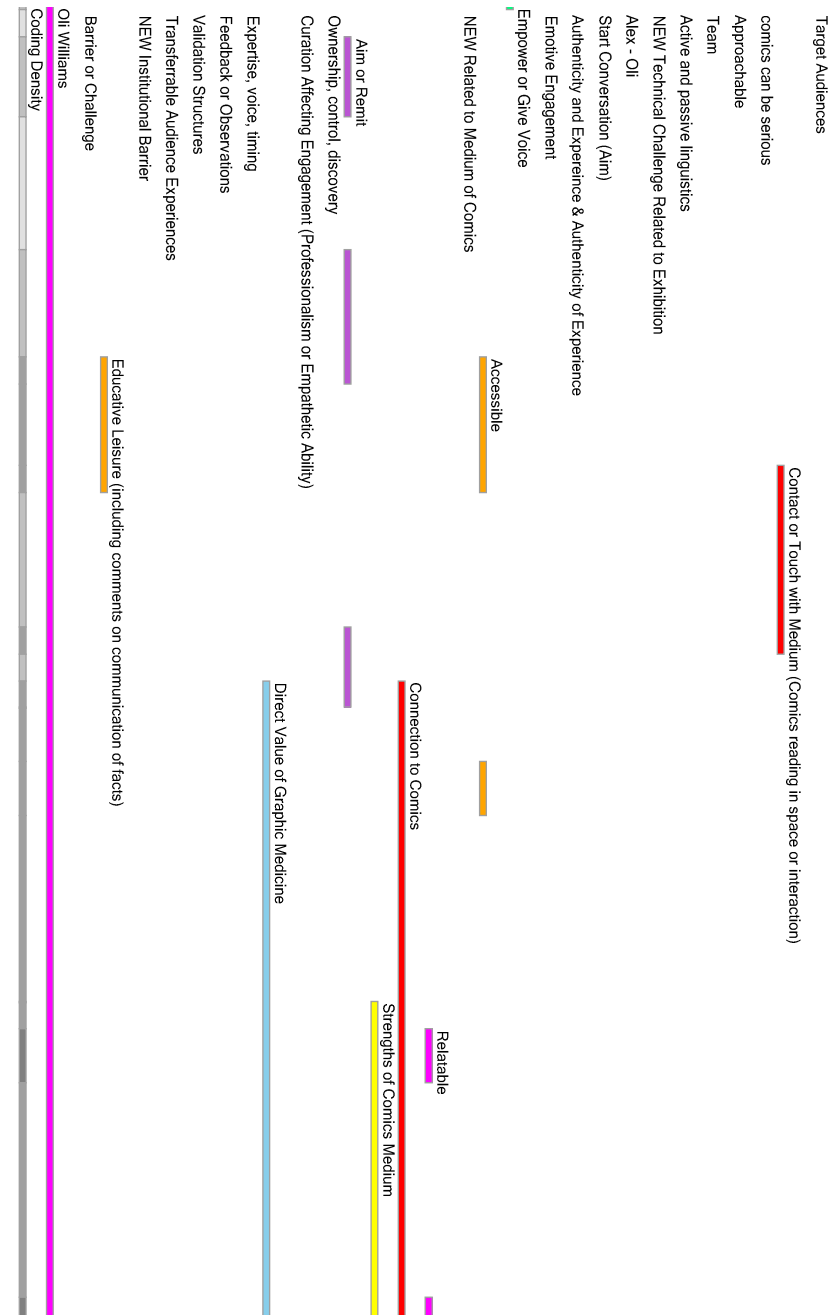 Target Audiences
Contact or Touch with Medium (Comics reading in space or interaction)
comics can be serious
Approachable
Team
Active and passive linguistics
NEW Technical Challenge Related to Exhibition
Alex - Oli
Start Conversation (Aim)
Authenticity and Expereince & Authenticity of Experience
Emotive Engagement
Empower or Give Voice
Accessible
NEW Related to Medium of Comics
Relatable
Connection to Comics
Strengths of Comics Medium
Aim or Remit
Ownership, control, discovery
Curation Affecting Engagement (Professionalism or Empathetic Ability)
Direct Value of Graphic Medicine
Expertise, voice, timing
Feedback or Observations
Validation Structures
Transferrable Audience Experiences
NEW Institutional Barrier
Educative Leisure (including comments on communication of facts)
Barrier or Challenge
Oli Williams
Coding Density